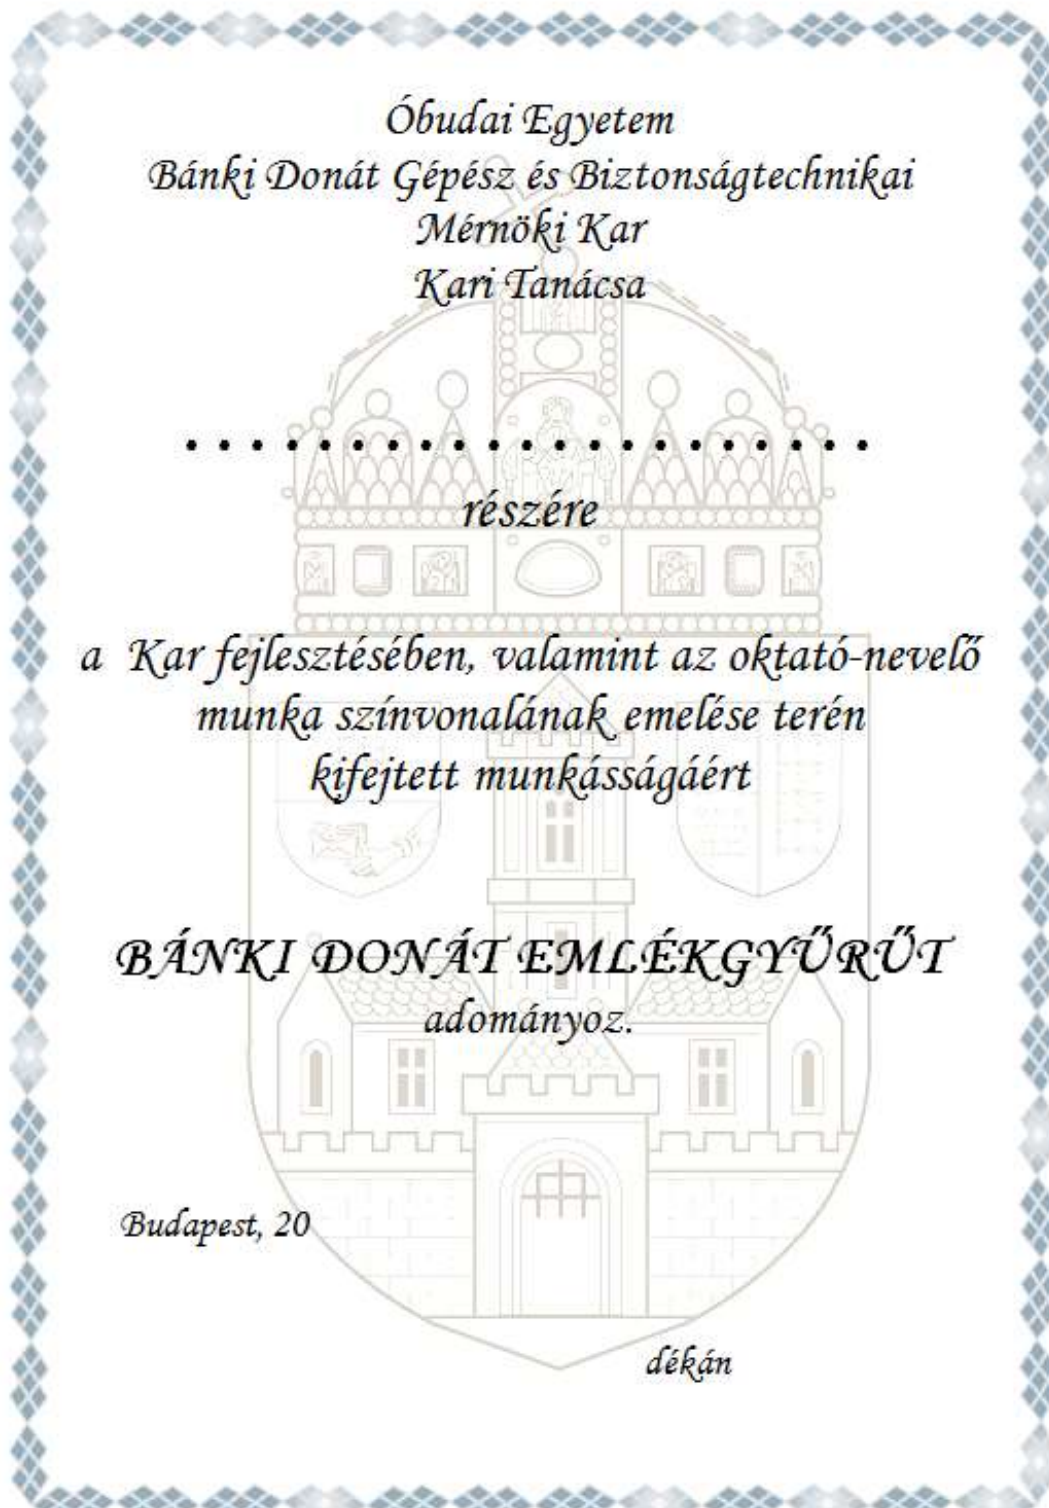 Óbudai Egyetem
Bánki Donát Gépész és Biztonságtechnikai
Mérnöki Kar
Kari Tanácsa
. . . . . . . . . . . . . . . . . . . . .
részére
a Kar fejlesztésében, valamint az oktató-nevelő
munka színvonalának emelése terén
kifejtett munkásságáért
BÁNKI DONÁT EMLÉKGYŰRŰT
adományoz.
Budapest, 20
dékán